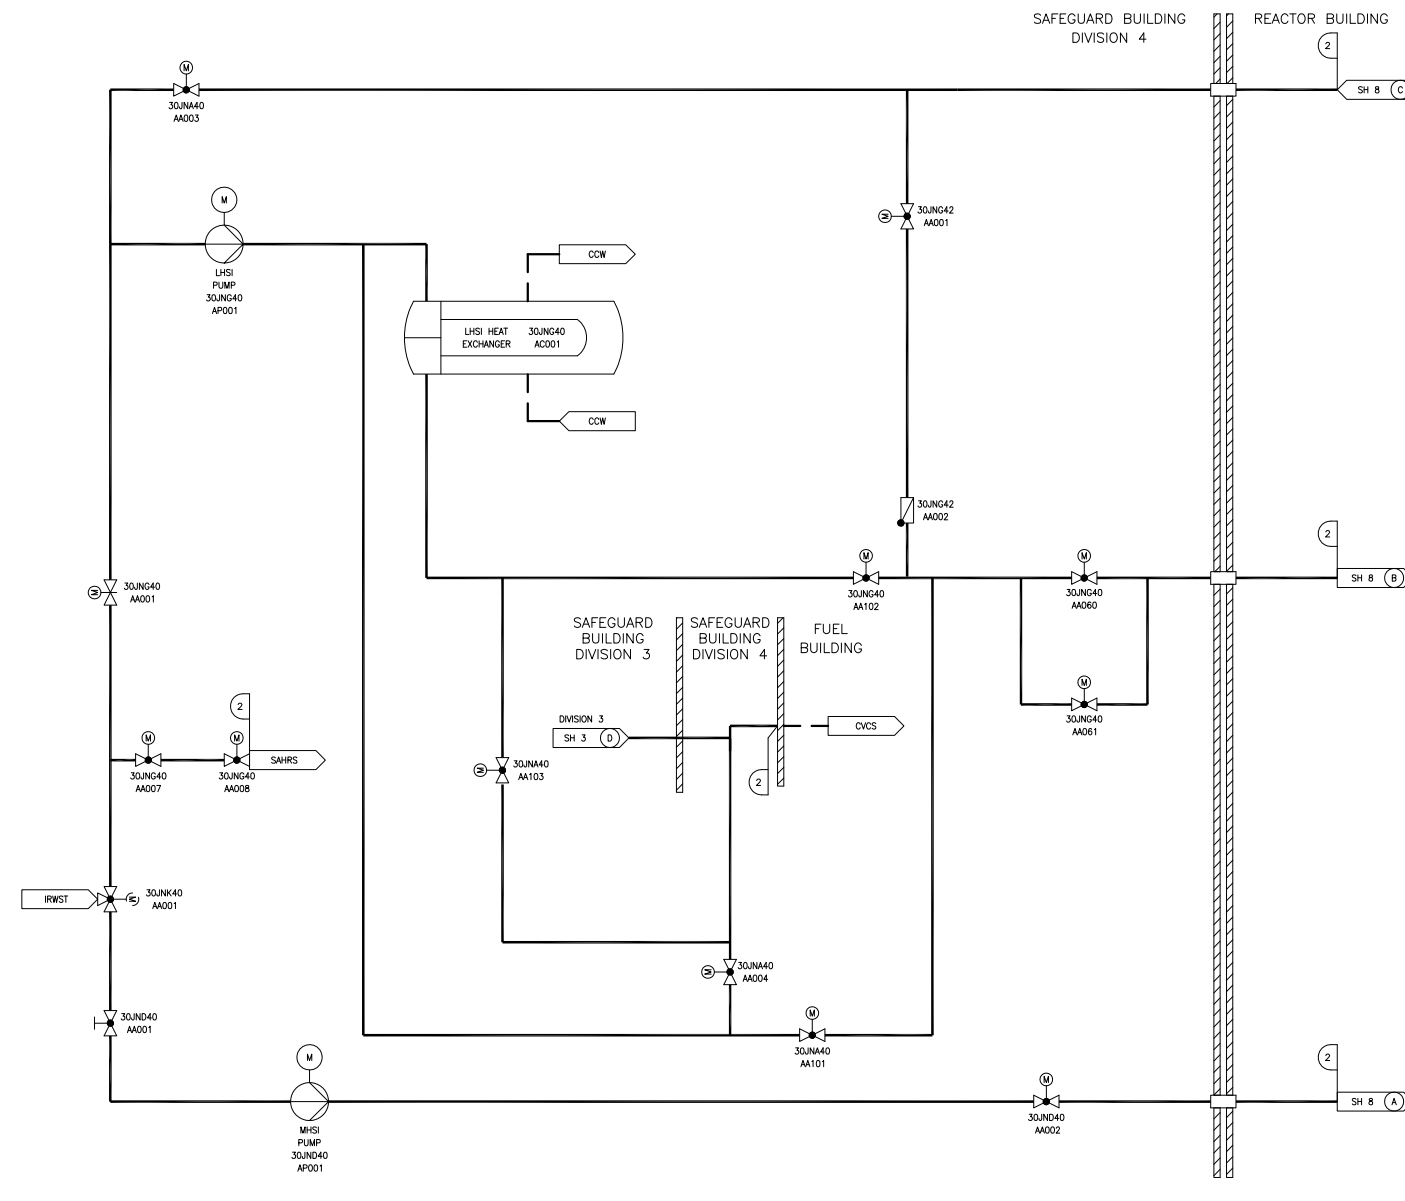 SAFEGUARD BUILDING
DIVISION 4
REACTOR BUILDING
2
M
SH 8 C
30JNA40
AA003
M
30JNG42
AA001
M
LHSI
PUMP
30JNG40
AP001
CCW
LHSI HEAT
EXCHANGER
30JNG40
AC001
CCW
30JNG42
AA002
2
M
30JNG40
AA102
M
30JNG40
AA060
SH 8 B
M
30JNG40
AA001
SAFEGUARD
BUILDING
DIVISION 3
SAFEGUARD
BUILDING
DIVISION 4
FUEL
BUILDING
M
30JNG40
AA061
2
DIVISION 3
SH 3 D
CVCS
M
30JNG40
AA007
M
30JNG40
AA008
SAHRS
M
30JNA40
AA103
2
IRWST
M
30JNK40
AA001
M
30JNA40
AA004
30JND40
AA001
M
30JNA40
AA101
M
MHSI
PUMP
30JND40
AP001
M
30JND40
AA002
2
SH 8 A